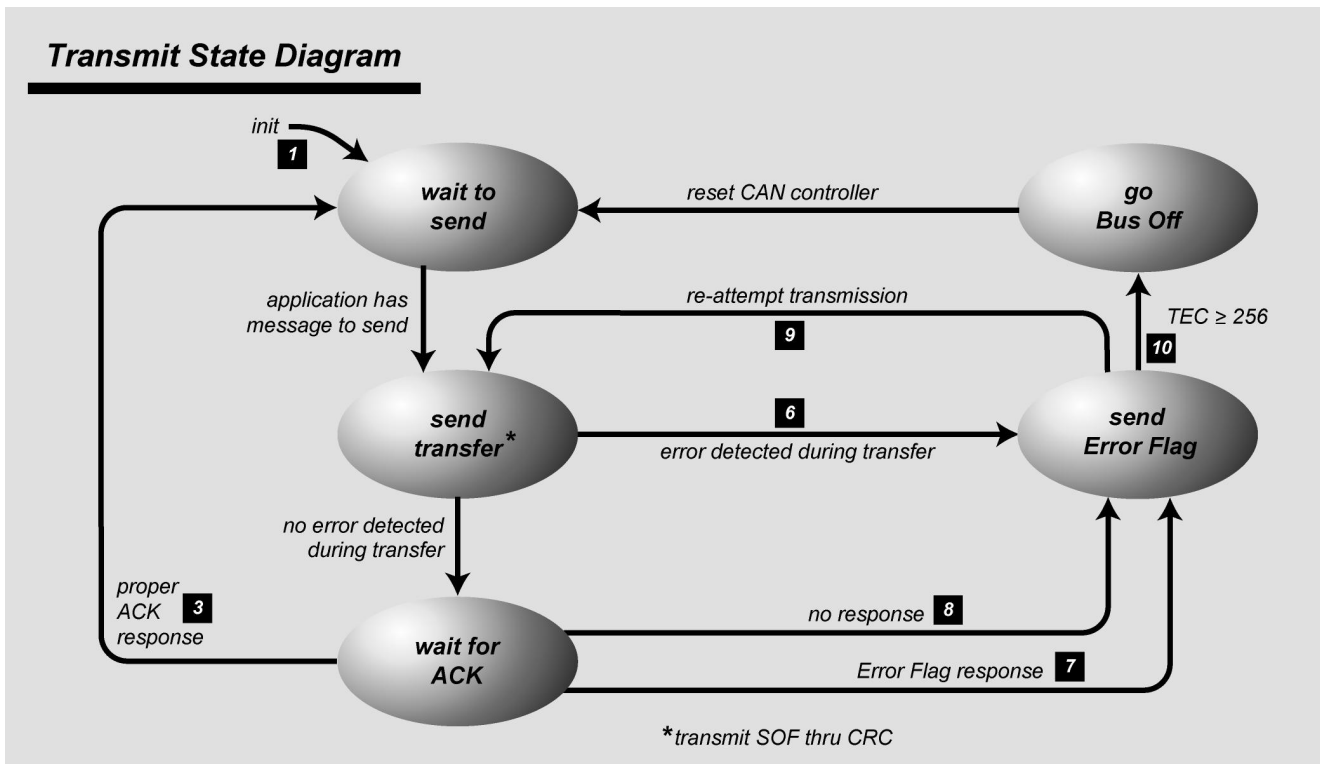 Transmit State Diagram
init
1
wait to
send
reset CAN controller
go
Bus Off
application has
message to send
re-attempt transmission
9
TEC ≥ 256
10
send
transfer*
6
error detected during transfer
send
Error Flag
no error detected
during transfer
proper
ACK
response
3
wait for
ACK
no response 8
Error Flag response 7
*transmit SOF thru CRC